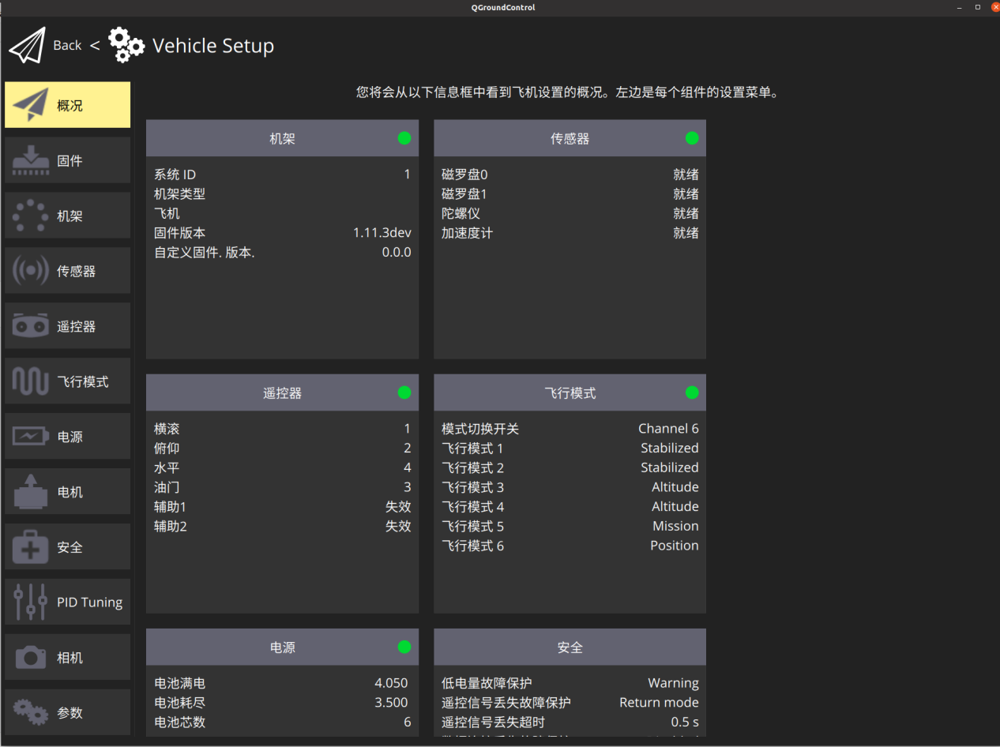 QGroundControl
Back < Vehicle Setup
概况
固件
机架
传感器
遥控器
飞行模式
电源
电机
安全
PID Tuning
相机
参数
您将会从以下信息框中看到飞机设置的概况。左边是每个组件的设置菜单。
机架
系统 ID 1
机架类型
飞机
固件版本 1.11.3dev
自定义固件. 版本. 0.0.0
传感器
磁罗盘0 就绪
磁罗盘1 就绪
陀螺仪 就绪
加速度计 就绪
遥控器
横滚 1
俯仰 2
水平 4
油门 3
辅助1 失效
辅助2 失效
飞行模式
模式切换开关 Channel 6
飞行模式 1 Stabilized
飞行模式 2 Stabilized
飞行模式 3 Altitude
飞行模式 4 Altitude
飞行模式 5 Mission
飞行模式 6 Position
电源
电池满电 4.050
电池耗尽 3.500
电池芯数 6
安全
低电量故障保护 Warning
遥控信号丢失故障保护 Return mode
遥控信号丢失超时 0.5 s